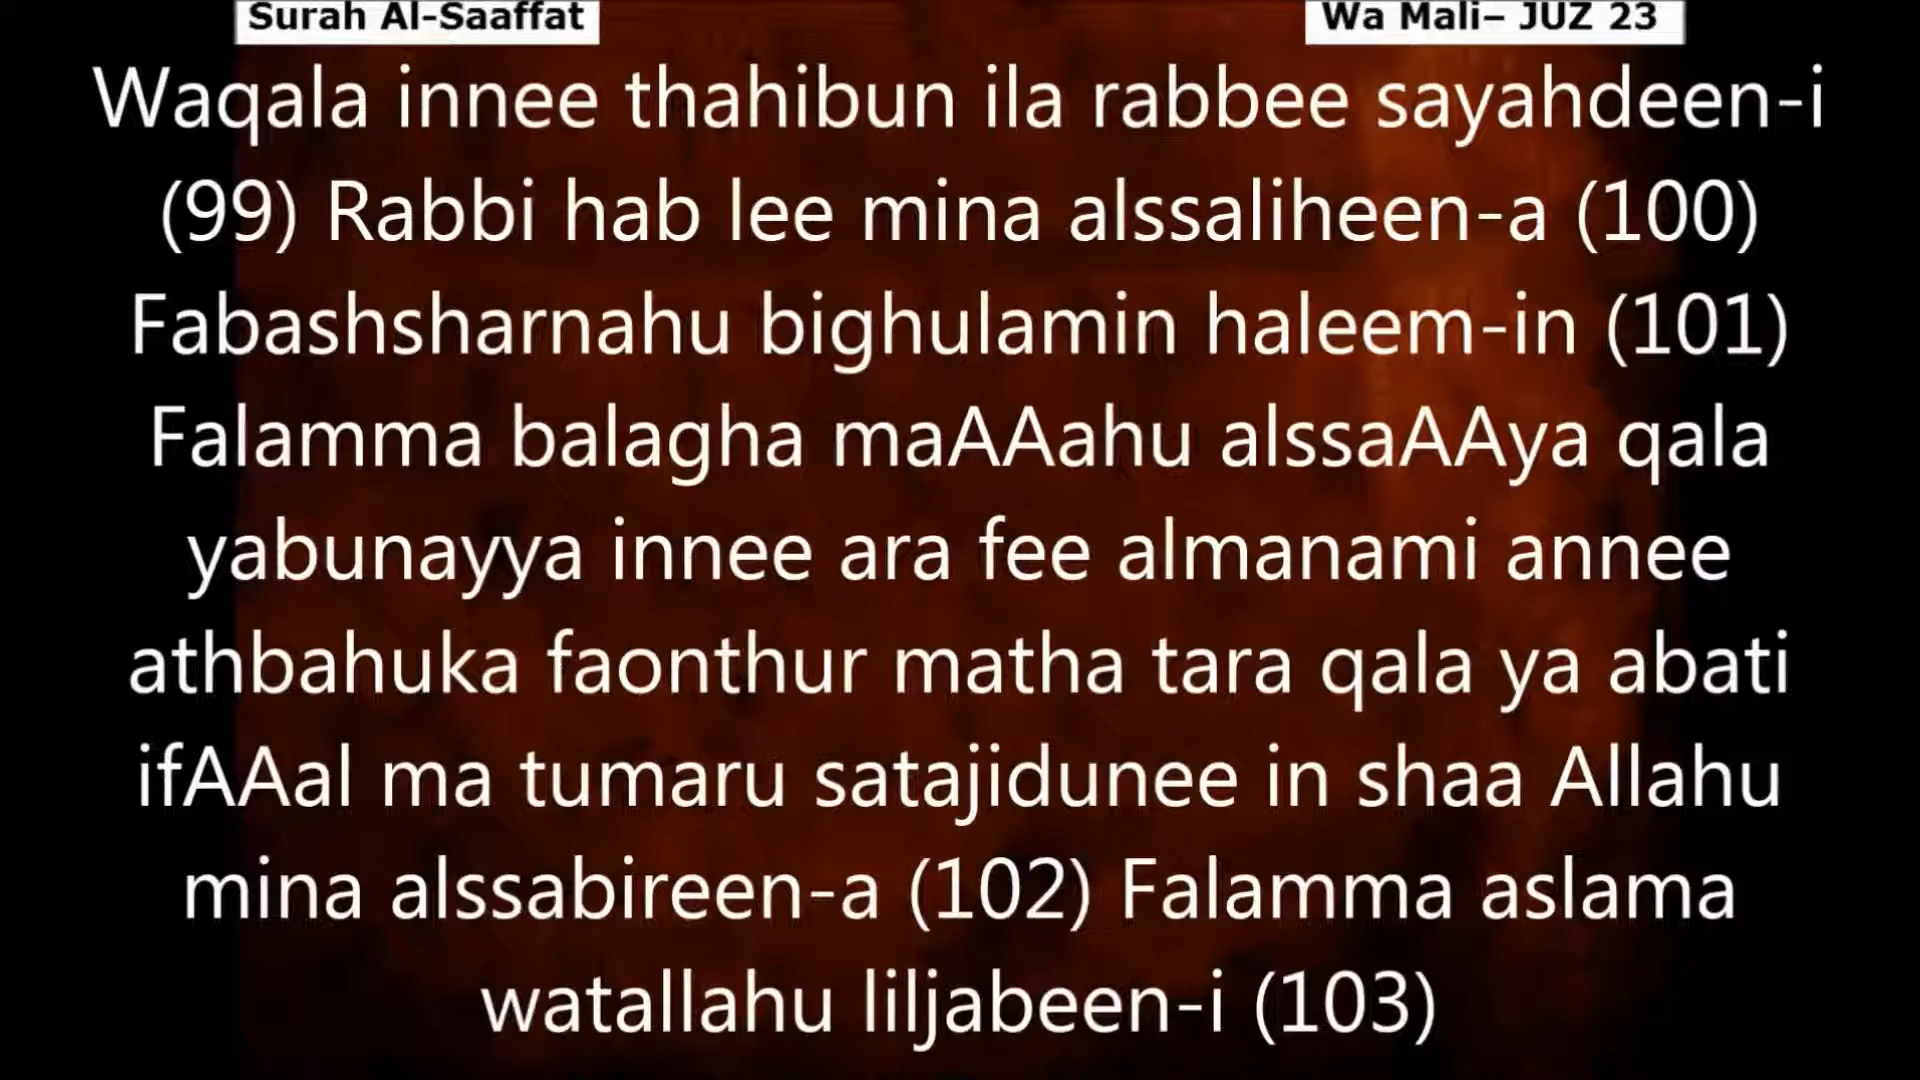 Surah Al-Saaffat
Wa Mali– JUZ 23
Waqala innee thahibun ila rabbee sayahdeen-i
(99) Rabbi hab lee mina alssaliheen-a (100)
Fabashsharnahu bighulamin haleem-in (101)
Falamma balagha maAAahu alssaAAya qala
yabunayya innee ara fee almanami annee
athbahuka faonthur matha tara qala ya abati
ifAAal ma tumaru satajidunee in shaa Allahu
mina alssabireen-a (102) Falamma aslama
watallahu liljabeen-i (103)